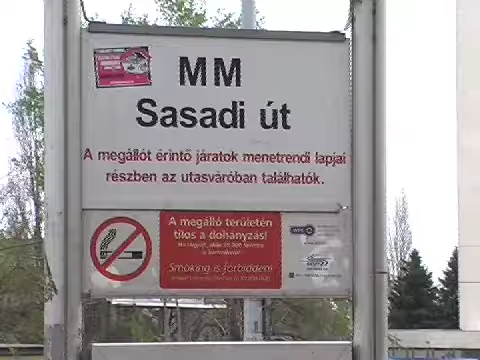 MM
Sasadi út
A megállót érintő járatok menetrendi lapjai
részben az utasváróban találhatók.
A megálló területén
tilos a dohányzás!
Smoking is forbidden!